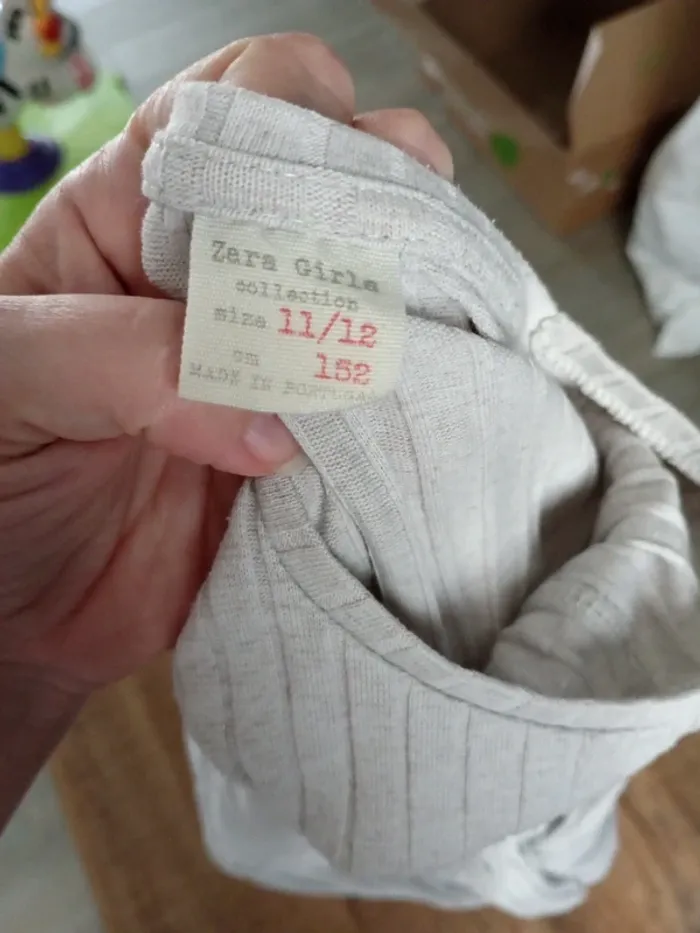 Zara Girls
collection
size 11/12
cm 152
MADE IN PORTUGAL